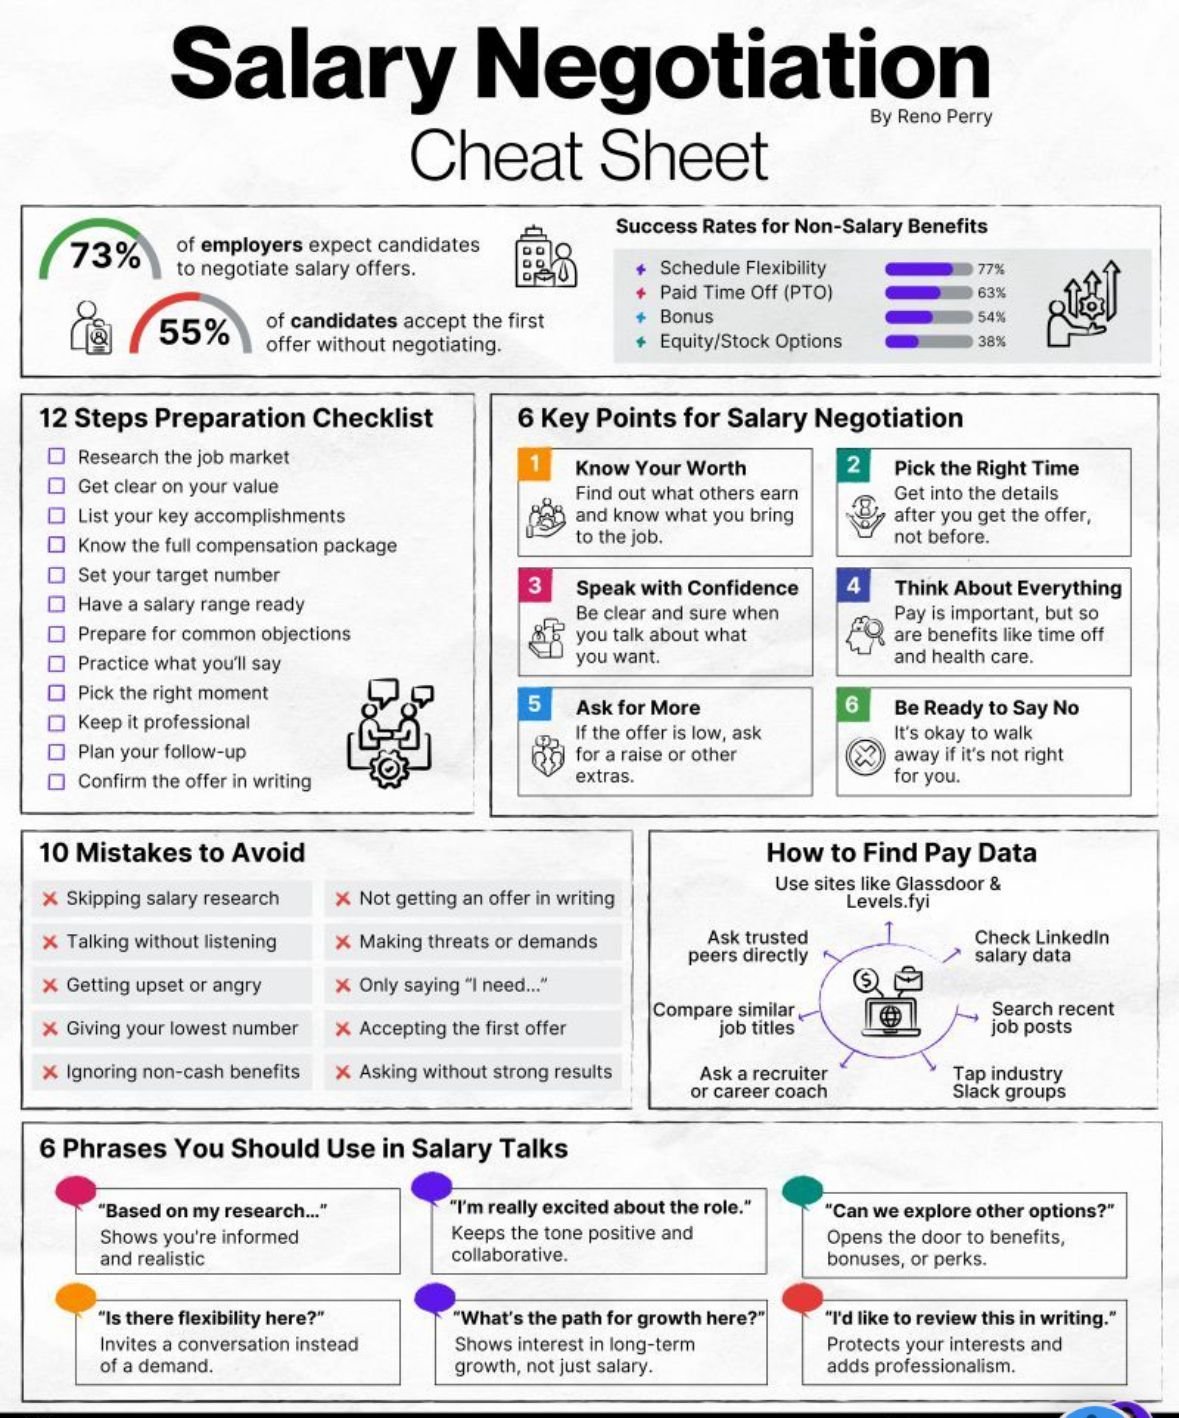 Salary Negotiation
By Reno Perry
Cheat Sheet
73%
of employers expect candidates
to negotiate salary offers.
55%
of candidates accept the first
offer without negotiating.
Success Rates for Non-Salary Benefits
Schedule Flexibility 77%
Paid Time Off (PTO) 63%
Bonus 54%
Equity/Stock Options 38%
12 Steps Preparation Checklist
Research the job market
Get clear on your value
List your key accomplishments
Know the full compensation package
Set your target number
Have a salary range ready
Prepare for common objections
Practice what you'll say
Pick the right moment
Keep it professional
Plan your follow-up
Confirm the offer in writing
6 Key Points for Salary Negotiation
1
Know Your Worth
Find out what others earn
and know what you bring
to the job.
2
Pick the Right Time
Get into the details
after you get the offer,
not before.
3
Speak with Confidence
Be clear and sure when
you talk about what
you want.
4
Think About Everything
Pay is important, but so
are benefits like time off
and health care.
5
Ask for More
If the offer is low, ask
for a raise or other
extras.
6
Be Ready to Say No
It's okay to walk
away if it's not right
for you.
10 Mistakes to Avoid
Skipping salary research
Talking without listening
Getting upset or angry
Giving your lowest number
Ignoring non-cash benefits
Not getting an offer in writing
Making threats or demands
Only saying “I need...”
Accepting the first offer
Asking without strong results
How to Find Pay Data
Use sites like Glassdoor &
Levels.fyi
Check LinkedIn
salary data
Search recent
job posts
Tap industry
Slack groups
Ask a recruiter
or career coach
Compare similar
job titles
Ask trusted
peers directly
$
6 Phrases You Should Use in Salary Talks
“Based on my research...”
Shows you're informed
and realistic
“I'm really excited about the role.”
Keeps the tone positive and
collaborative.
“Can we explore other options?”
Opens the door to benefits,
bonuses, or perks.
“Is there flexibility here?”
Invites a conversation instead
of a demand.
“What's the path for growth here?”
Shows interest in long-term
growth, not just salary.
“I'd like to review this in writing.”
Protects your interests and
adds professionalism.